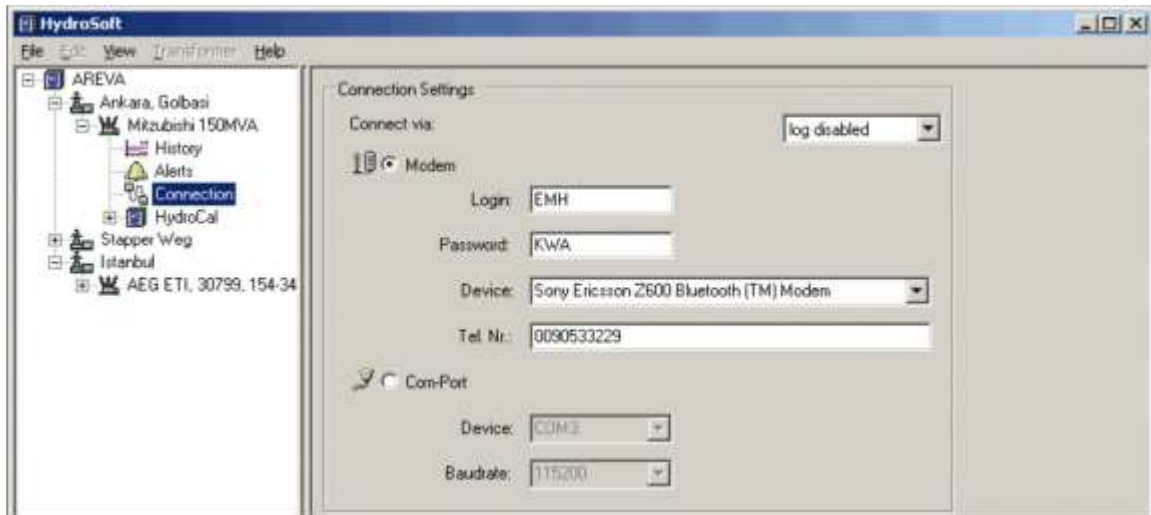 HydroSoft
File Edit View Transformer Help
AREVA
Ankara, Golbasi
Mitzubishi 150MVA
History
Alerts
Connection
HydroCal
Stapper Weg
Istanbul
AEG ETI, 30799, 154-34
Connection Settings
Connect via: log disabled
Modem
Login: EMH
Password: KWA
Device: Sony Ericsson Z600 Bluetooth (TM) Modem
Tel. Nr.: 0090533229
Com-Port
Device: COM3
Baudrate: 115200